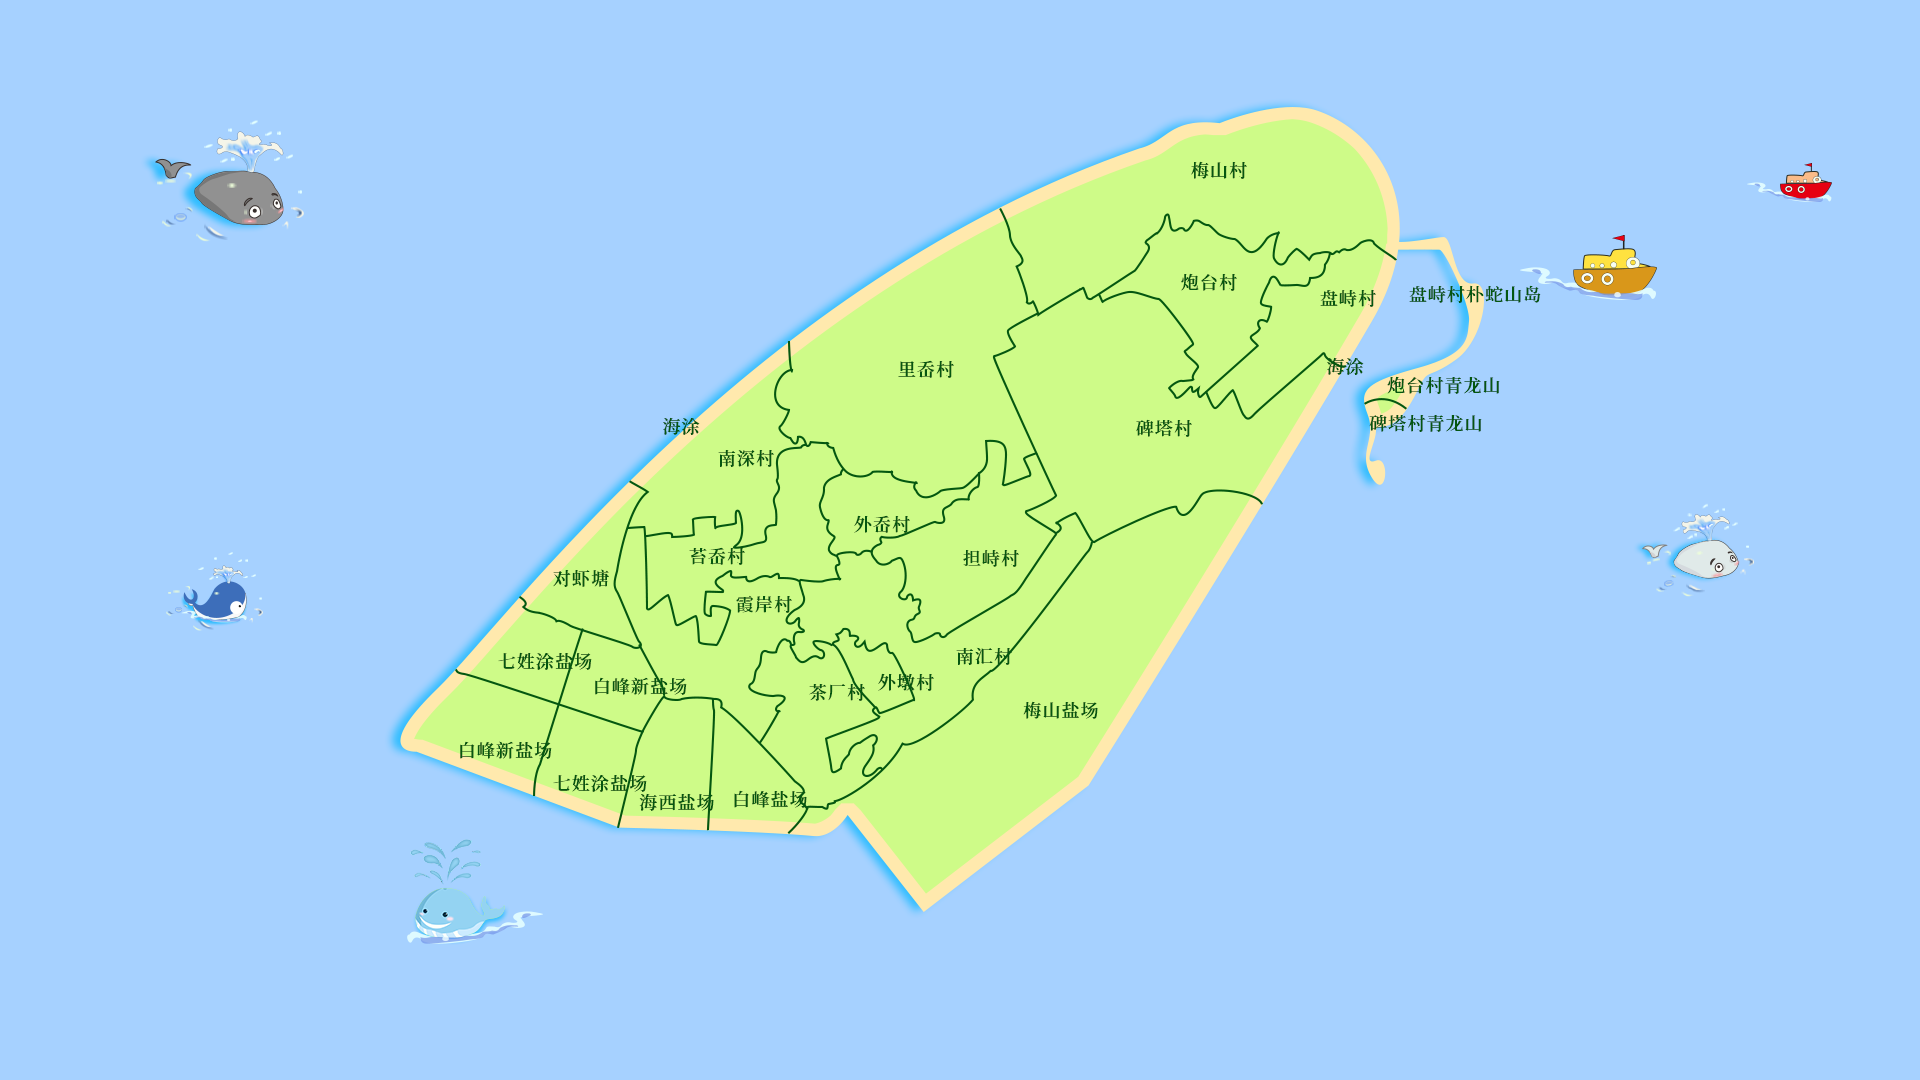 梅山村
炮台村
盘峙村
盘峙村朴蛇山岛
里岙村
海涂
炮台村青龙山
碑塔村青龙山
海涂
碑塔村
南深村
外岙村
苔岙村
担峙村
对虾塘
霞岸村
南汇村
七姓涂盐场
白峰新盐场
茶厂村
外墩村
梅山盐场
白峰新盐场
七姓涂盐场
海西盐场
白峰盐场